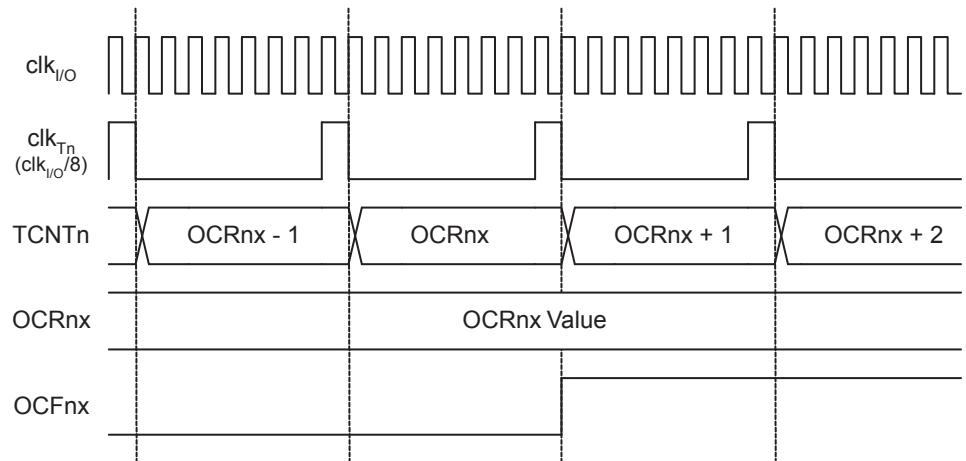 clkI/O
clkTn
(clkI/O/8)
TCNTn OCRnx - 1 OCRnx OCRnx + 1 OCRnx + 2
OCRnx OCRnx Value
OCFnx